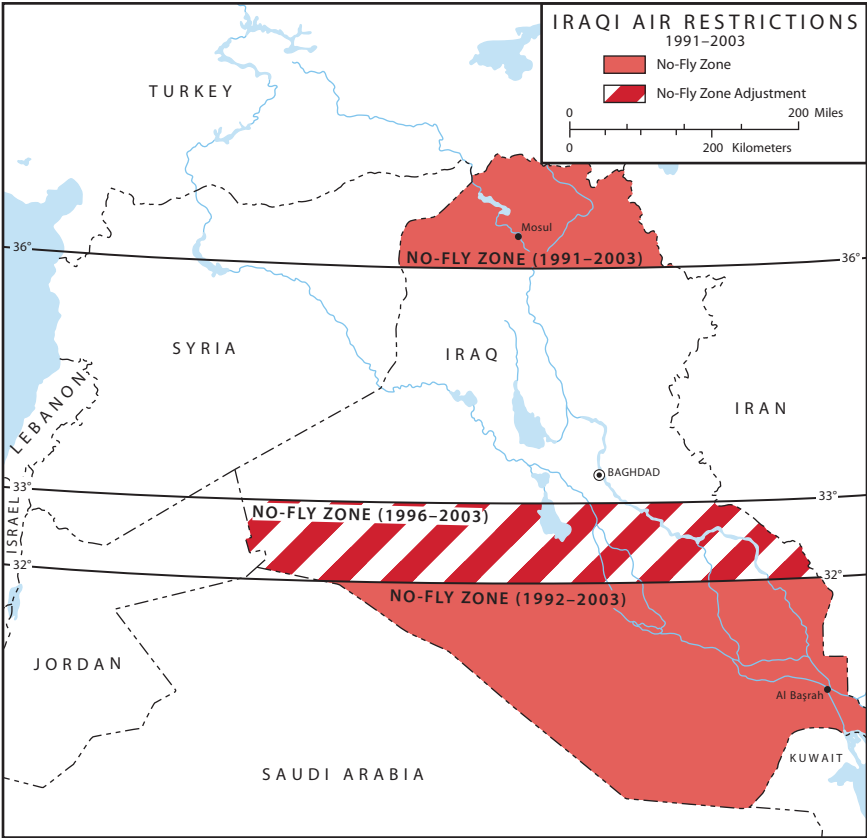 IRAQI AIR RESTRICTIONS
1991–2003
No-Fly Zone
No-Fly Zone Adjustment
0 200 Miles
0 200 Kilometers
TURKEY
Mosul
36°
NO-FLY ZONE (1991–2003)
36°
SYRIA
IRAQ
LEBANON
IRAN
BAGHDAD
33°
33°
ISRAEL
NO-FLY ZONE (1996–2003)
32°
32°
NO-FLY ZONE (1992–2003)
JORDAN
Al Başrah
KUWAIT
SAUDI ARABIA